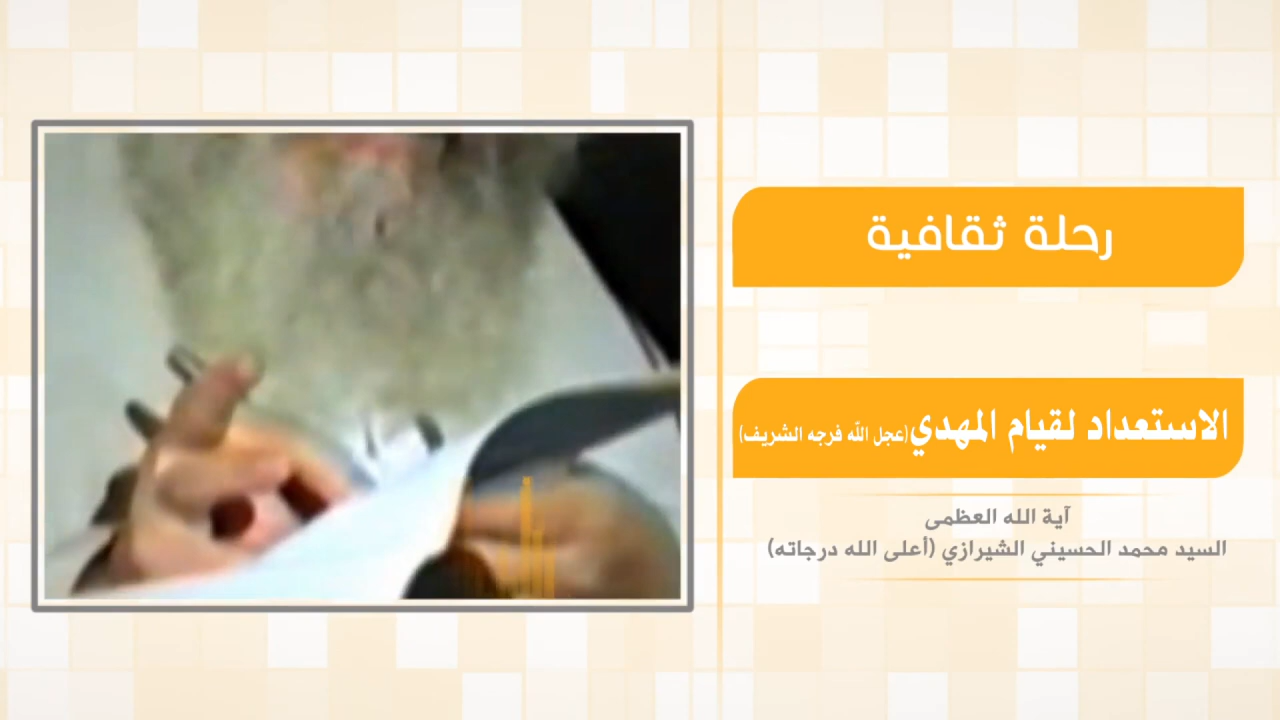 رحلة ثقافية
الاستعداد لقيام المهدي(عجل الله فرجه الشريف)
آية الله العظمى
السيد محمد الحسيني الشيرازي (أعلى الله درجاته)